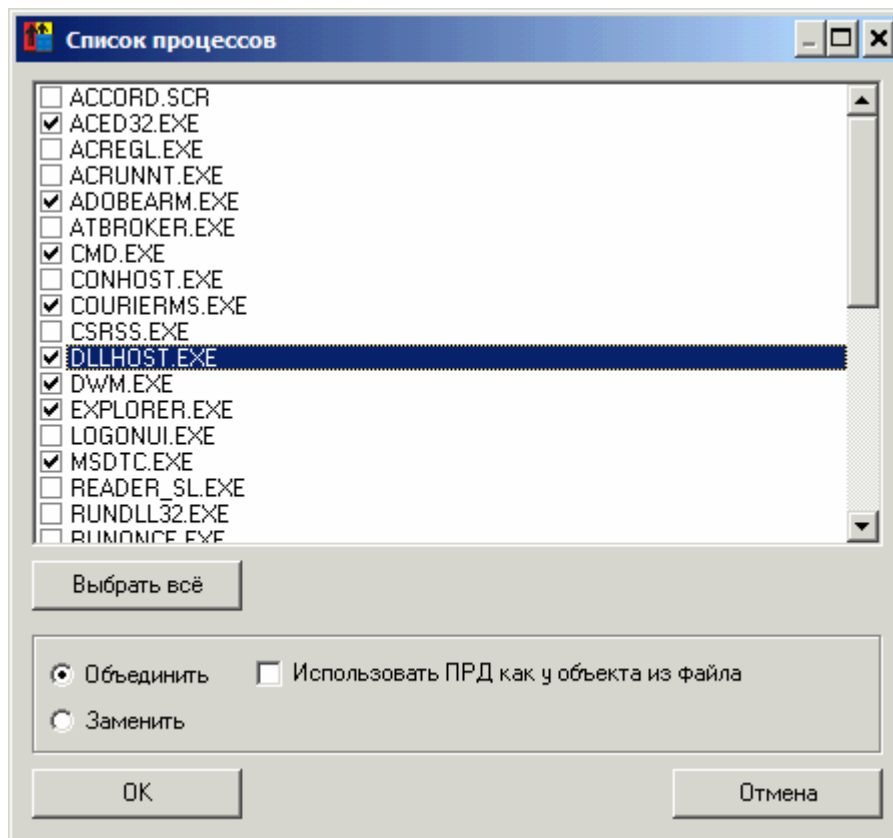 Список процессов
ACCORD.SCR
ACED32.EXE
ACREGL.EXE
ACRUNNT.EXE
ADOBEARM.EXE
ATBROKER.EXE
CMD.EXE
CONHOST.EXE
COURIERMS.EXE
CSRSS.EXE
DLLHOST.EXE
DWM.EXE
EXPLORER.EXE
LOGONUI.EXE
MSDTC.EXE
READER_SL.EXE
RUNDLL32.EXE
RUNONCE.EXE
Выбрать всё
Объединить Использовать ПРД как у объекта из файла
Заменить
OK Отмена